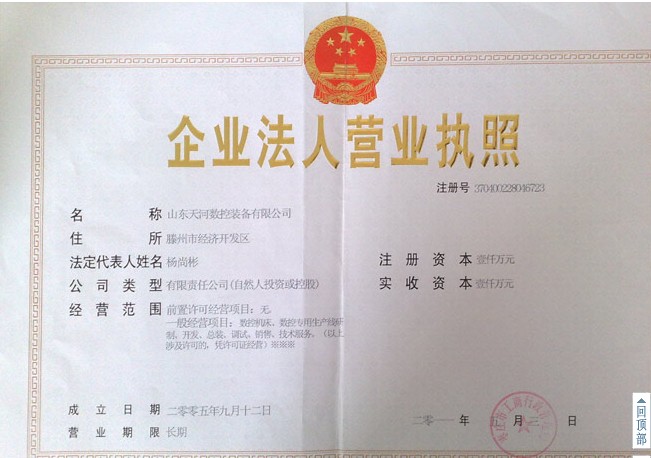 企业法人营业执照
注册号 370400228046723
名称 山东天河数控装备有限公司
住所 滕州市经济开发区
法定代表人姓名 杨尚彬
注册资本 壹仟万元
公司类型 有限责任公司(自然人投资或控股)
实收资本 壹仟万元
经营范围 前置许可经营项目：无。
一般经营项目：数控机床、数控专用生产线研
制、开发、总装、调试、销售、技术服务。（以上
涉及许可的，凭许可证经营）※※※
成立日期 二零零五年九月十二日
二零一一年 月三日
营业期限 长期
回顶部